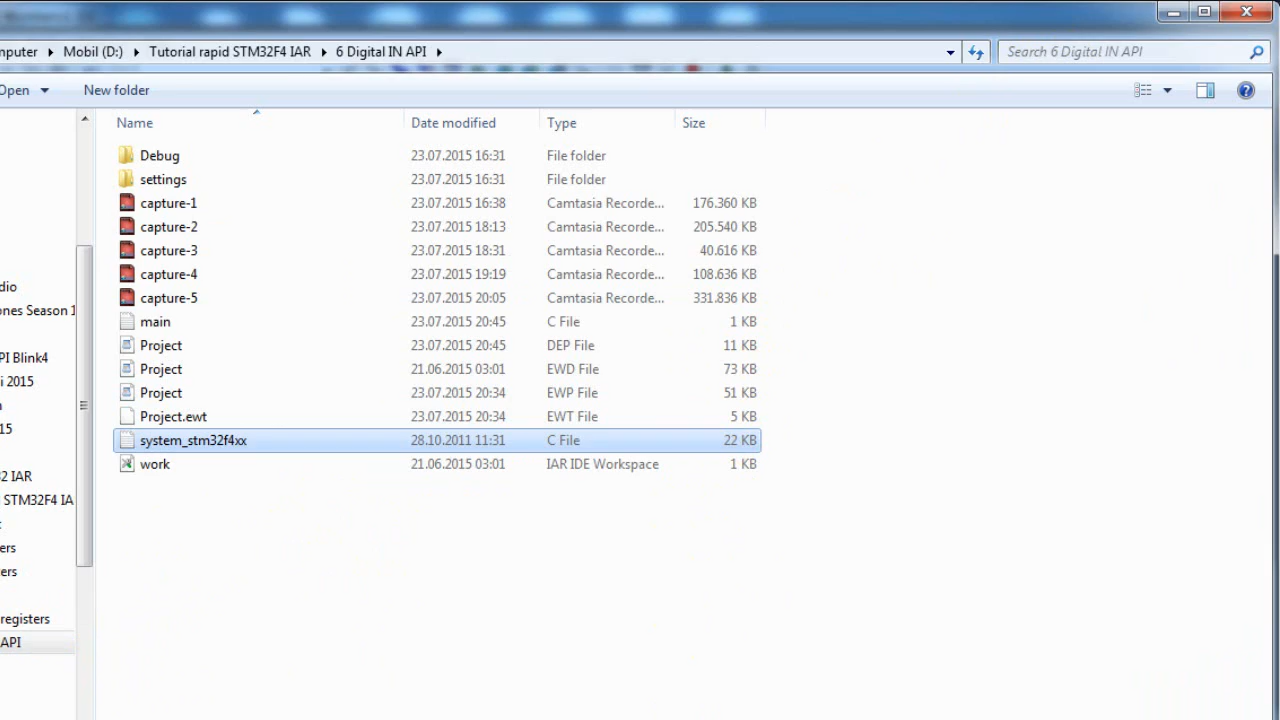 mputer ▸ Mobil (D:) ▸ Tutorial rapid STM32F4 IAR ▸ 6 Digital IN API ▸ Search 6 Digital IN API
Open New folder
Name Date modified Type Size
Debug 23.07.2015 16:31 File folder
settings 23.07.2015 16:31 File folder
capture-1 23.07.2015 16:38 Camtasia Recorde... 176.360 KB
capture-2 23.07.2015 18:13 Camtasia Recorde... 205.540 KB
capture-3 23.07.2015 18:31 Camtasia Recorde... 40.616 KB
capture-4 23.07.2015 19:19 Camtasia Recorde... 108.636 KB
capture-5 23.07.2015 20:05 Camtasia Recorde... 331.836 KB
main 23.07.2015 20:45 C File 1 KB
Project 23.07.2015 20:45 DEP File 11 KB
Project 21.06.2015 03:01 EWD File 73 KB
Project 23.07.2015 20:34 EWP File 51 KB
Project.ewt 23.07.2015 20:34 EWT File 5 KB
system_stm32f4xx 28.10.2011 11:31 C File 22 KB
work 21.06.2015 03:01 IAR IDE Workspace 1 KB
dio
ones Season 1
PI Blink4
i 2015
15
2 IAR
STM32F4 IA
ers
ers
registers
API